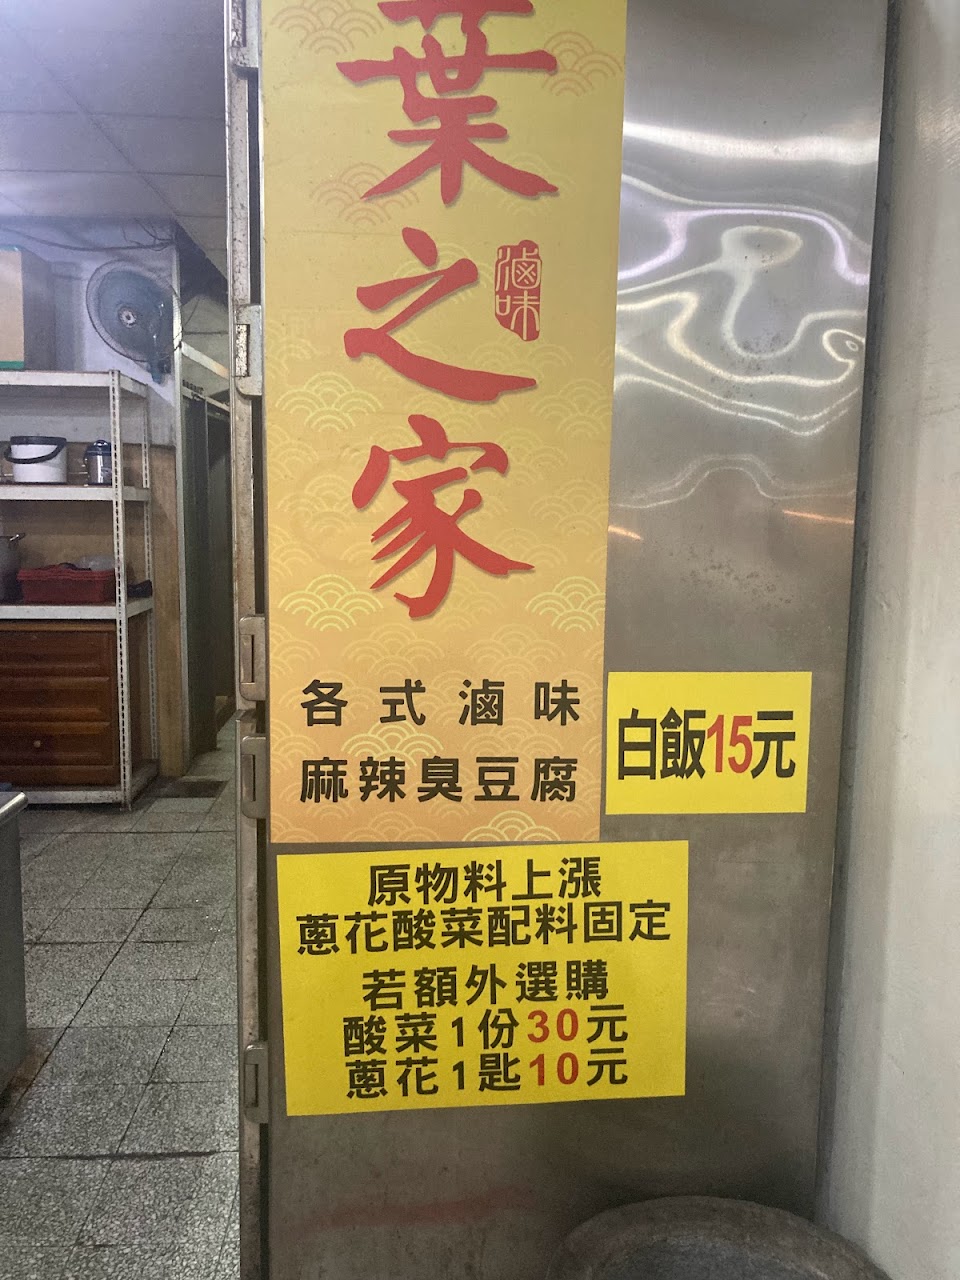 葉之家
滷味
各式滷味
麻辣臭豆腐
白飯15元
原物料上漲
蔥花酸菜配料固定
若額外選購
酸菜1份30元
蔥花1匙10元